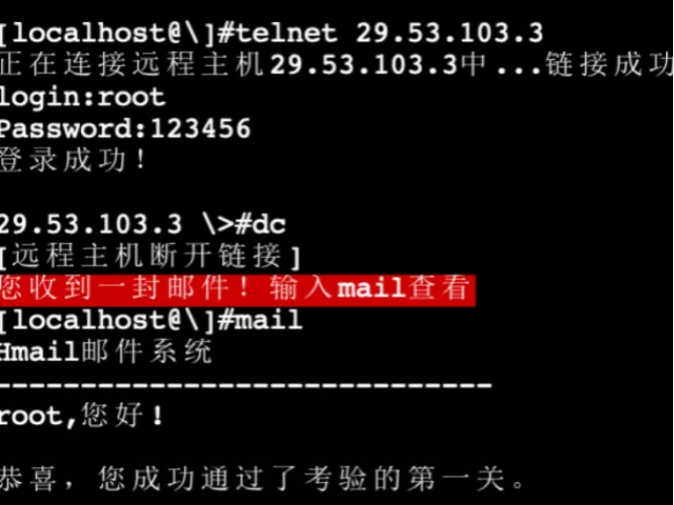 [localhost@\]#telnet 29.53.103.3
正在连接远程主机29.53.103.3中...链接成功
login:root
Password:123456
登录成功！
29.53.103.3 \>#dc
[远程主机断开链接]
您收到一封邮件！输入mail查看
[localhost@\]#mail
Hmail邮件系统
-----------------------------
root,您好!
恭喜，您成功通过了考验的第一关。